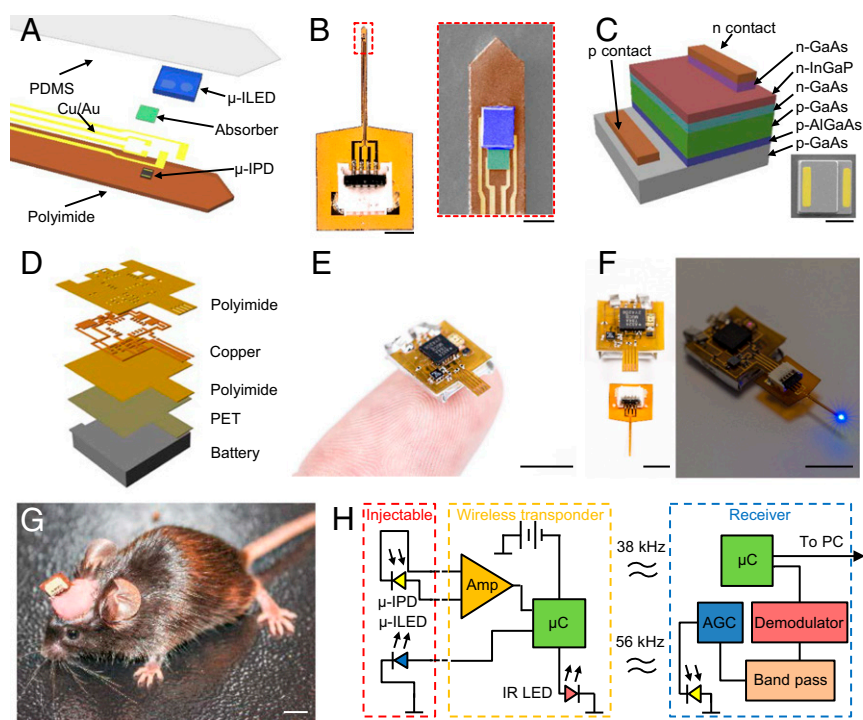 A
PDMS
Cu/Au
Polyimide
µ-ILED
Absorber
µ-IPD
B
C
p contact
n contact
n-GaAs
n-InGaP
n-GaAs
p-GaAs
p-AlGaAs
p-GaAs
D
Polyimide
Copper
Polyimide
PET
Battery
E
F
G
H
Injectable
Wireless transponder
Receiver
µ-IPD
µ-ILED
Amp
µC
IR LED
38 kHz
56 kHz
To PC
µC
AGC
Demodulator
Band pass